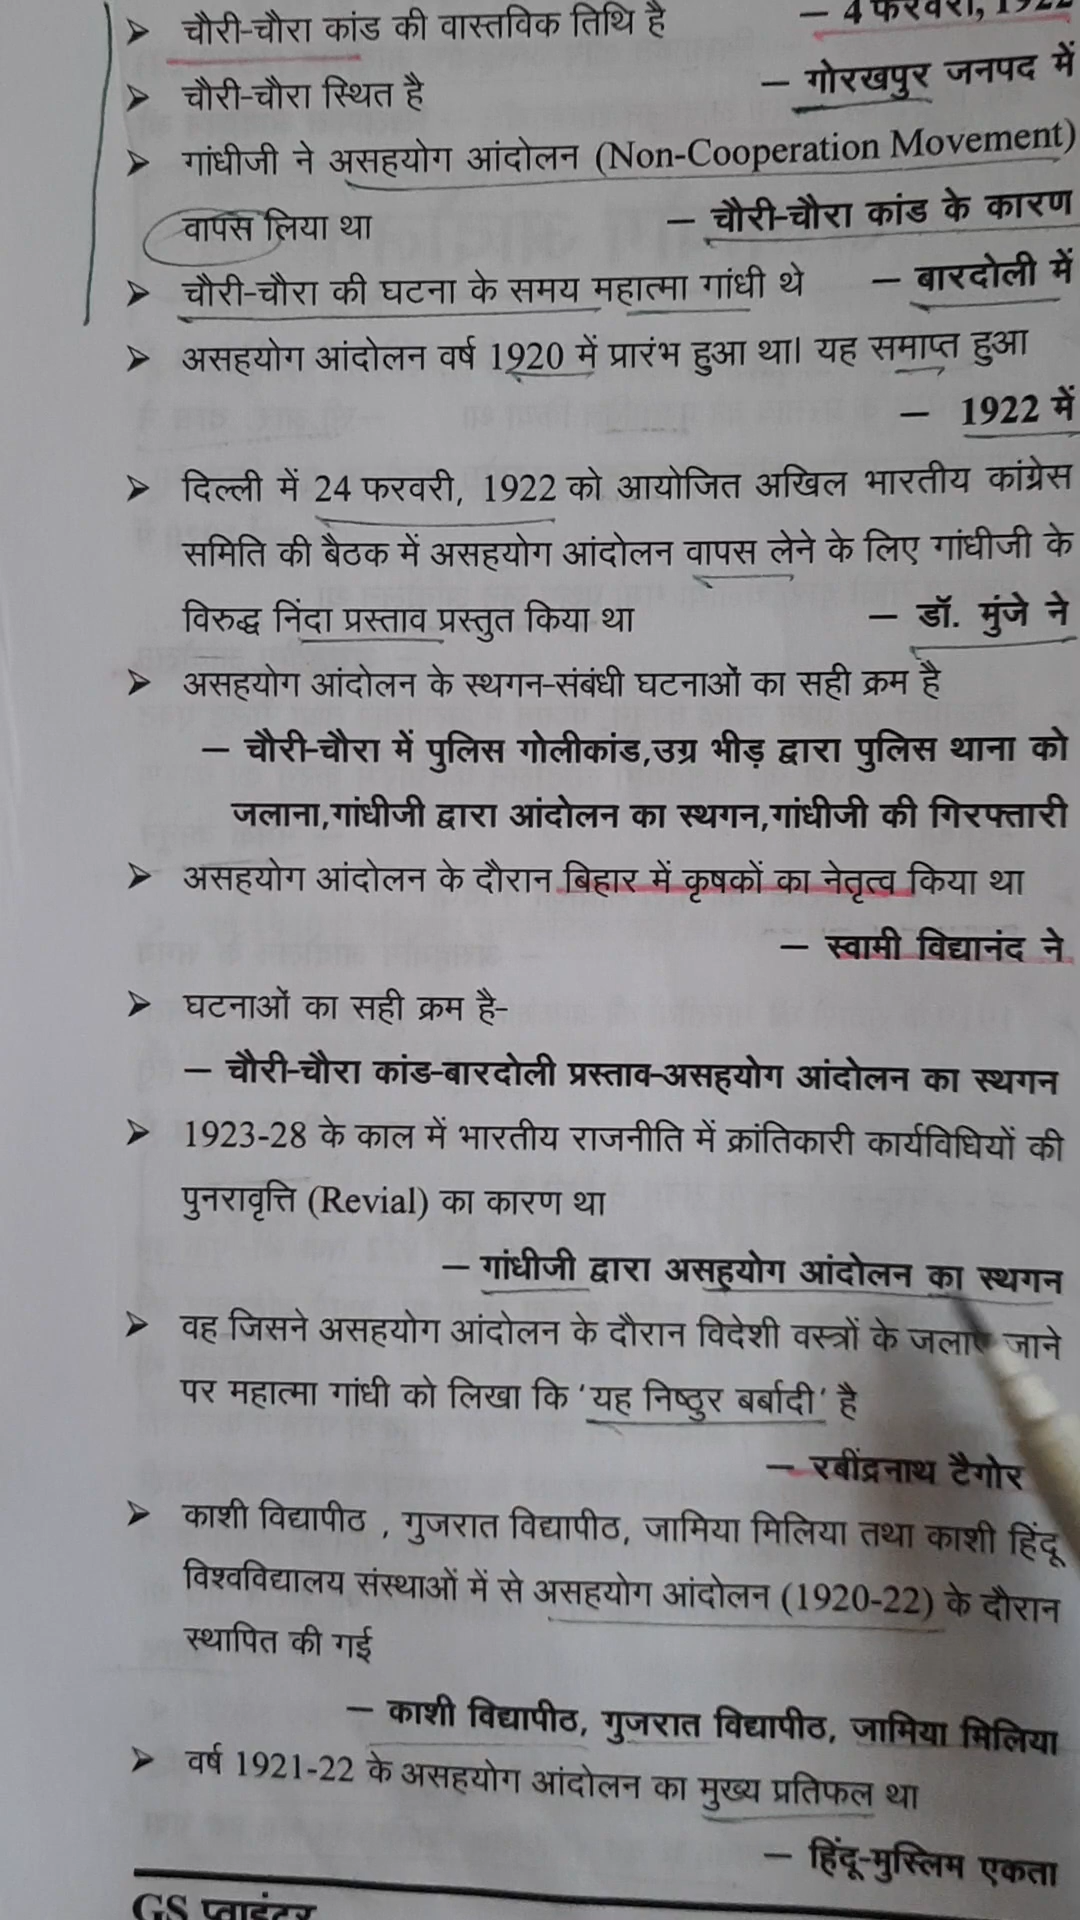 ➢ चौरी-चौरा कांड की वास्तविक तिथि है – 4 फरवरी, 1922
➢ चौरी-चौरा स्थित है – गोरखपुर जनपद में
➢ गांधीजी ने असहयोग आंदोलन (Non-Cooperation Movement)
वापस लिया था – चौरी-चौरा कांड के कारण
➢ चौरी-चौरा की घटना के समय महात्मा गांधी थे – बारदोली में
➢ असहयोग आंदोलन वर्ष 1920 में प्रारंभ हुआ था। यह समाप्त हुआ
– 1922 में
➢ दिल्ली में 24 फरवरी, 1922 को आयोजित अखिल भारतीय कांग्रेस
समिति की बैठक में असहयोग आंदोलन वापस लेने के लिए गांधीजी के
विरुद्ध निंदा प्रस्ताव प्रस्तुत किया था – डॉ. मुंजे ने
➢ असहयोग आंदोलन के स्थगन-संबंधी घटनाओं का सही क्रम है
– चौरी-चौरा में पुलिस गोलीकांड,उग्र भीड़ द्वारा पुलिस थाना को
जलाना,गांधीजी द्वारा आंदोलन का स्थगन,गांधीजी की गिरफ्तारी
➢ असहयोग आंदोलन के दौरान बिहार में कृषकों का नेतृत्व किया था
– स्वामी विद्यानंद ने
➢ घटनाओं का सही क्रम है-
– चौरी-चौरा कांड-बारदोली प्रस्ताव-असहयोग आंदोलन का स्थगन
➢ 1923-28 के काल में भारतीय राजनीति में क्रांतिकारी कार्यविधियों की
पुनरावृत्ति (Revial) का कारण था
– गांधीजी द्वारा असहयोग आंदोलन का स्थगन
➢ वह जिसने असहयोग आंदोलन के दौरान विदेशी वस्त्रों के जलाए जाने
पर महात्मा गांधी को लिखा कि 'यह निष्ठुर बर्बादी' है
– रबींद्रनाथ टैगोर
➢ काशी विद्यापीठ , गुजरात विद्यापीठ, जामिया मिलिया तथा काशी हिंदू
विश्वविद्यालय संस्थाओं में से असहयोग आंदोलन (1920-22) के दौरान
स्थापित की गई
– काशी विद्यापीठ, गुजरात विद्यापीठ, जामिया मिलिया
➢ वर्ष 1921-22 के असहयोग आंदोलन का मुख्य प्रतिफल था
– हिंदू-मुस्लिम एकता
GS प्वाइंटर